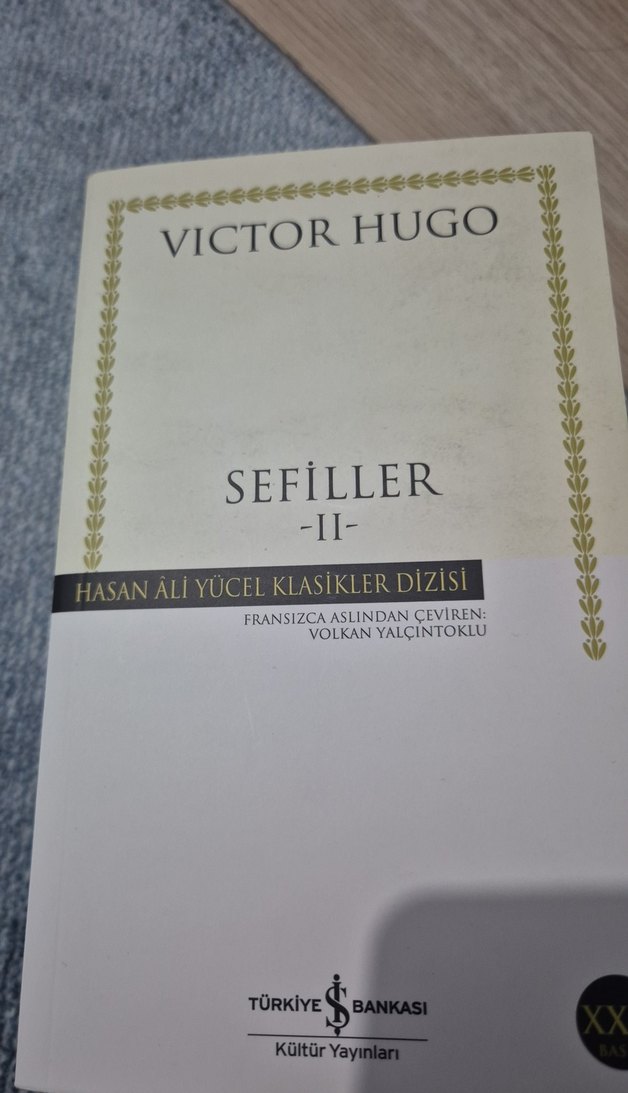 VICTOR HUGO
SEFİLLER
-II-
HASAN ÂLİ YÜCEL KLASİKLER DİZİSİ
FRANSIZCA ASLINDAN ÇEVİREN:
VOLKAN YALÇINTOKLU
TÜRKİYE İŞ BANKASI
Kültür Yayınları